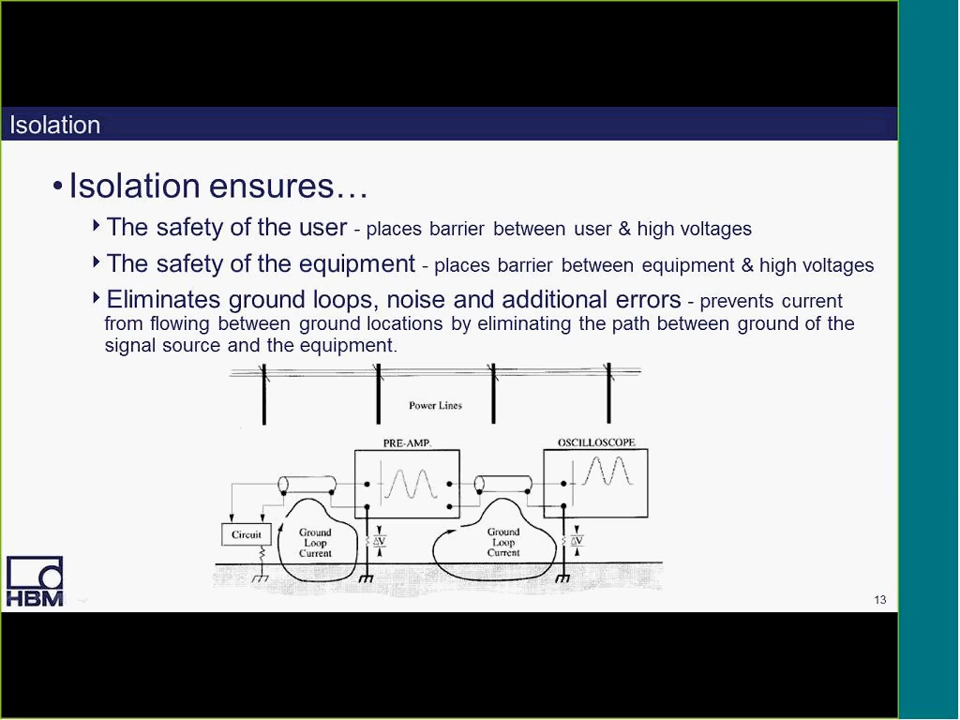 Isolation
• Isolation ensures…
The safety of the user - places barrier between user & high voltages
The safety of the equipment - places barrier between equipment & high voltages
Eliminates ground loops, noise and additional errors - prevents current
from flowing between ground locations by eliminating the path between ground of the
signal source and the equipment.
Power Lines
PRE-AMP.
OSCILLOSCOPE
Circuit
Ground
Loop
Current
ΔV
Ground
Loop
Current
ΔV
HBM
13